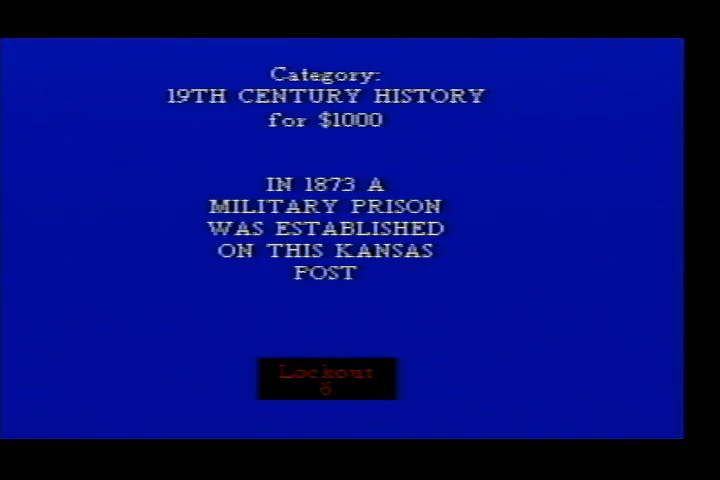 Category:
19TH CENTURY HISTORY
for $1000
IN 1873 A
MILITARY PRISON
WAS ESTABLISHED
ON THIS KANSAS
POST
Lockout
6